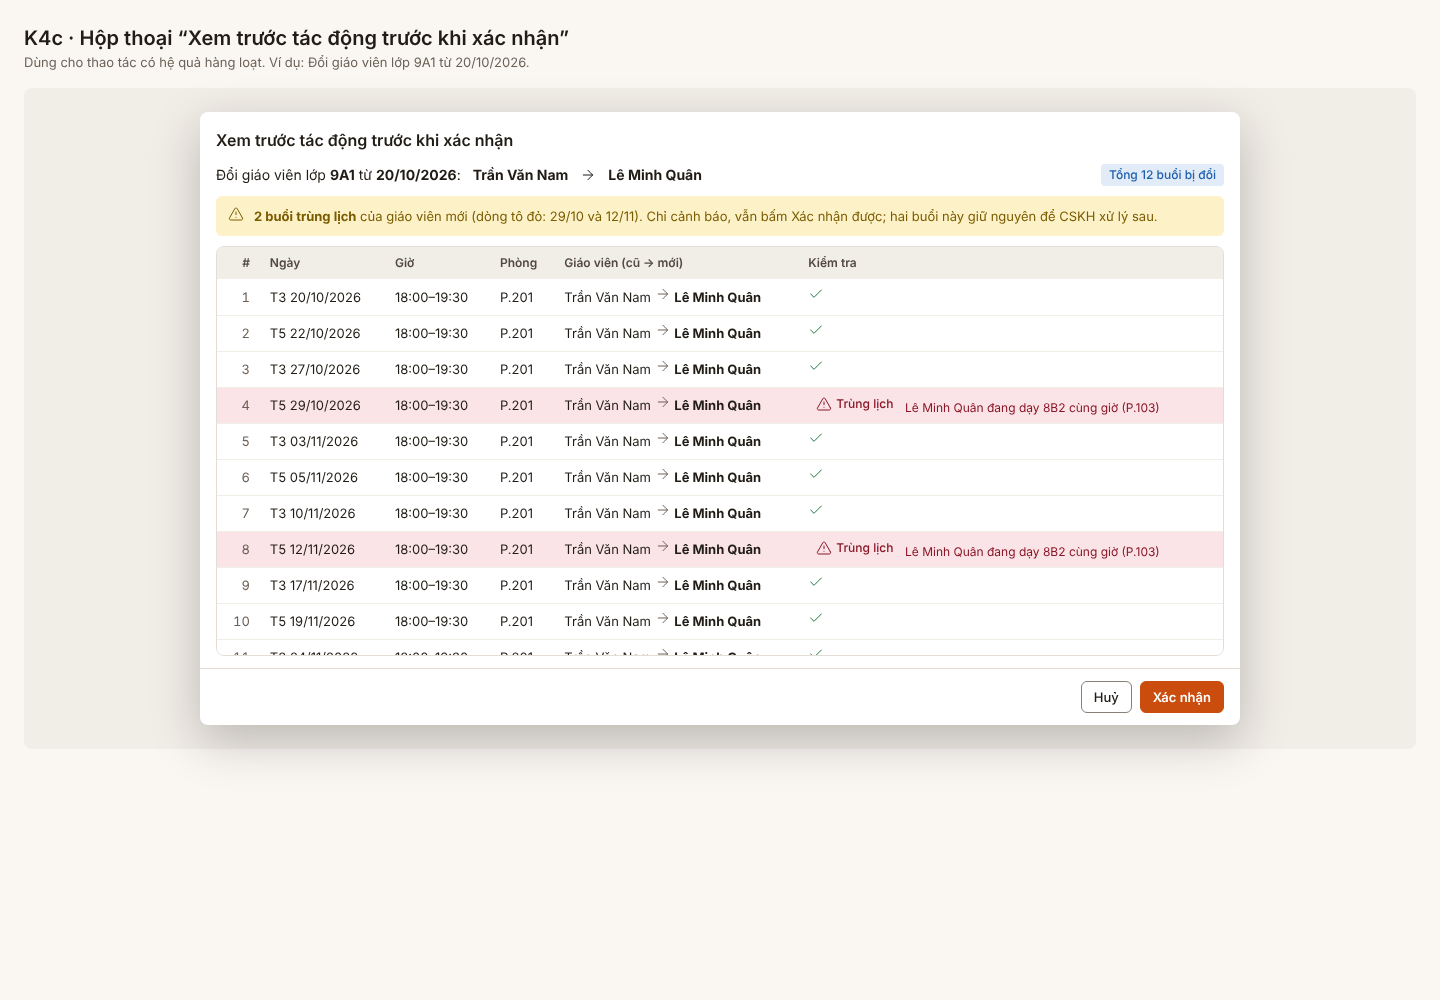 K4c · Hộp thoại “Xem trước tác động trước khi xác nhận”
Dùng cho thao tác có hệ quả hàng loạt. Ví dụ: Đổi giáo viên lớp 9A1 từ 20/10/2026.
Xem trước tác động trước khi xác nhận
Đổi giáo viên lớp 9A1 từ 20/10/2026: Trần Văn Nam → Lê Minh Quân Tổng 12 buổi bị đổi
2 buổi trùng lịch của giáo viên mới (dòng tô đỏ: 29/10 và 12/11). Chỉ cảnh báo, vẫn bấm Xác nhận được; hai buổi này giữ nguyên để CSKH xử lý sau.
# Ngày Giờ Phòng Giáo viên (cũ → mới) Kiểm tra
1 T3 20/10/2026 18:00–19:30 P.201 Trần Văn Nam → Lê Minh Quân ✓
2 T5 22/10/2026 18:00–19:30 P.201 Trần Văn Nam → Lê Minh Quân ✓
3 T3 27/10/2026 18:00–19:30 P.201 Trần Văn Nam → Lê Minh Quân ✓
4 T5 29/10/2026 18:00–19:30 P.201 Trần Văn Nam → Lê Minh Quân Trùng lịch Lê Minh Quân đang dạy 8B2 cùng giờ (P.103)
5 T3 03/11/2026 18:00–19:30 P.201 Trần Văn Nam → Lê Minh Quân ✓
6 T5 05/11/2026 18:00–19:30 P.201 Trần Văn Nam → Lê Minh Quân ✓
7 T3 10/11/2026 18:00–19:30 P.201 Trần Văn Nam → Lê Minh Quân ✓
8 T5 12/11/2026 18:00–19:30 P.201 Trần Văn Nam → Lê Minh Quân Trùng lịch Lê Minh Quân đang dạy 8B2 cùng giờ (P.103)
9 T3 17/11/2026 18:00–19:30 P.201 Trần Văn Nam → Lê Minh Quân ✓
10 T5 19/11/2026 18:00–19:30 P.201 Trần Văn Nam → Lê Minh Quân ✓
Huỷ Xác nhận